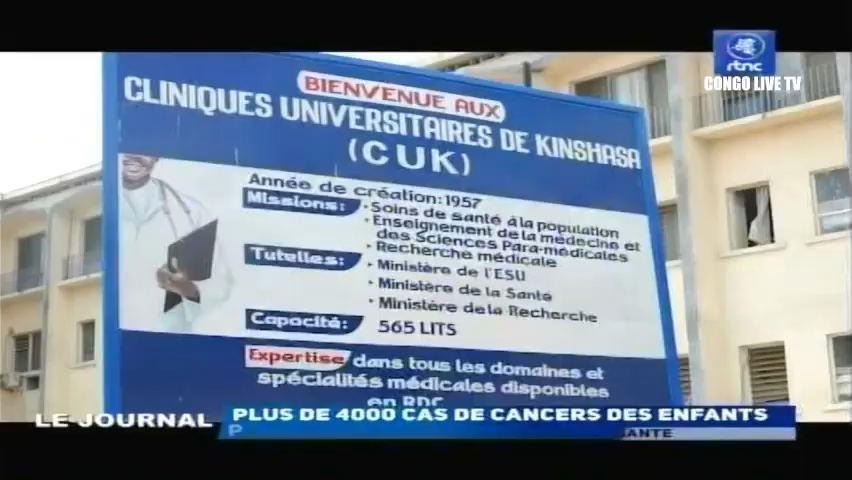 rtnc
CONGO LIVE TV
BIENVENUE AUX
CLINIQUES UNIVERSITAIRES DE KINSHASA
(CUK)
Année de création: 1957
Missions: • Soins de santé à la population
• Enseignement de la médecine et
des Sciences Para-médicales
• Recherche médicale
Tutelles: • Ministère de l'ESU
• Ministère de la Santé
• Ministère de la Recherche
Capacité: 565 LITS
Expertise dans tous les domaines et
spécialités médicales disponibles
en RDC
LE JOURNAL
PLUS DE 4000 CAS DE CANCERS DES ENFANTS